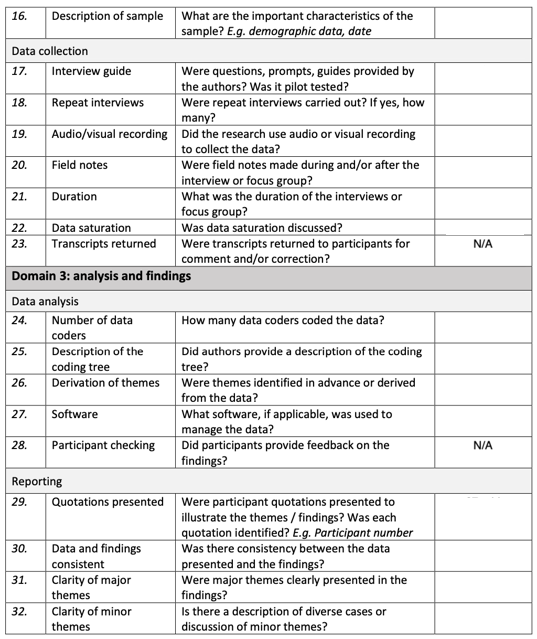 16. Description of sample What are the important characteristics of the
sample? E.g. demographic data, date
Data collection
17. Interview guide Were questions, prompts, guides provided by
the authors? Was it pilot tested?
18. Repeat interviews Were repeat interviews carried out? If yes, how
many?
19. Audio/visual recording Did the research use audio or visual recording
to collect the data?
20. Field notes Were field notes made during and/or after the
interview or focus group?
21. Duration What was the duration of the interviews or
focus group?
22. Data saturation Was data saturation discussed?
23. Transcripts returned Were transcripts returned to participants for N/A
comment and/or correction?
Domain 3: analysis and findings
Data analysis
24. Number of data How many data coders coded the data?
coders
25. Description of the Did authors provide a description of the coding
coding tree tree?
26. Derivation of themes Were themes identified in advance or derived
from the data?
27. Software What software, if applicable, was used to
manage the data?
28. Participant checking Did participants provide feedback on the N/A
findings?
Reporting
29. Quotations presented Were participant quotations presented to
illustrate the themes / findings? Was each
quotation identified? E.g. Participant number
30. Data and findings Was there consistency between the data
consistent presented and the findings?
31. Clarity of major Were major themes clearly presented in the
themes findings?
32. Clarity of minor Is there a description of diverse cases or
themes discussion of minor themes?